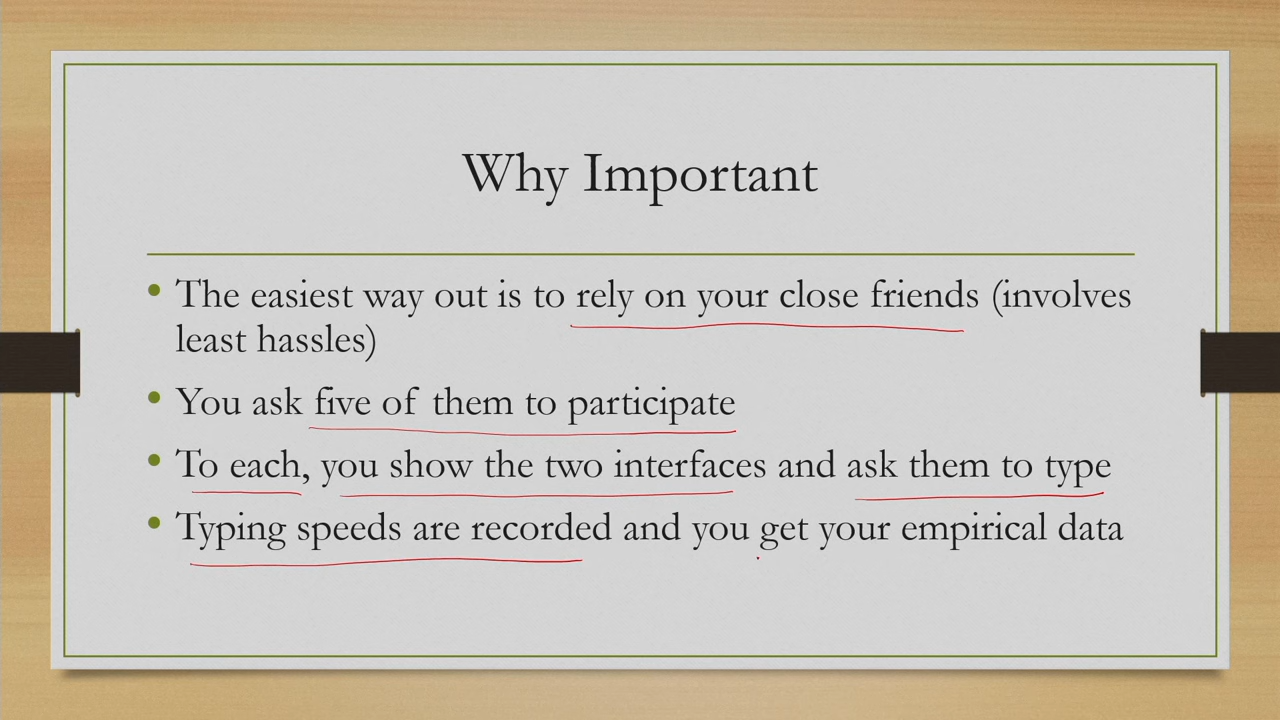 Why Important
• The easiest way out is to rely on your close friends (involves
least hassles)
• You ask five of them to participate
• To each, you show the two interfaces and ask them to type
• Typing speeds are recorded and you get your empirical data